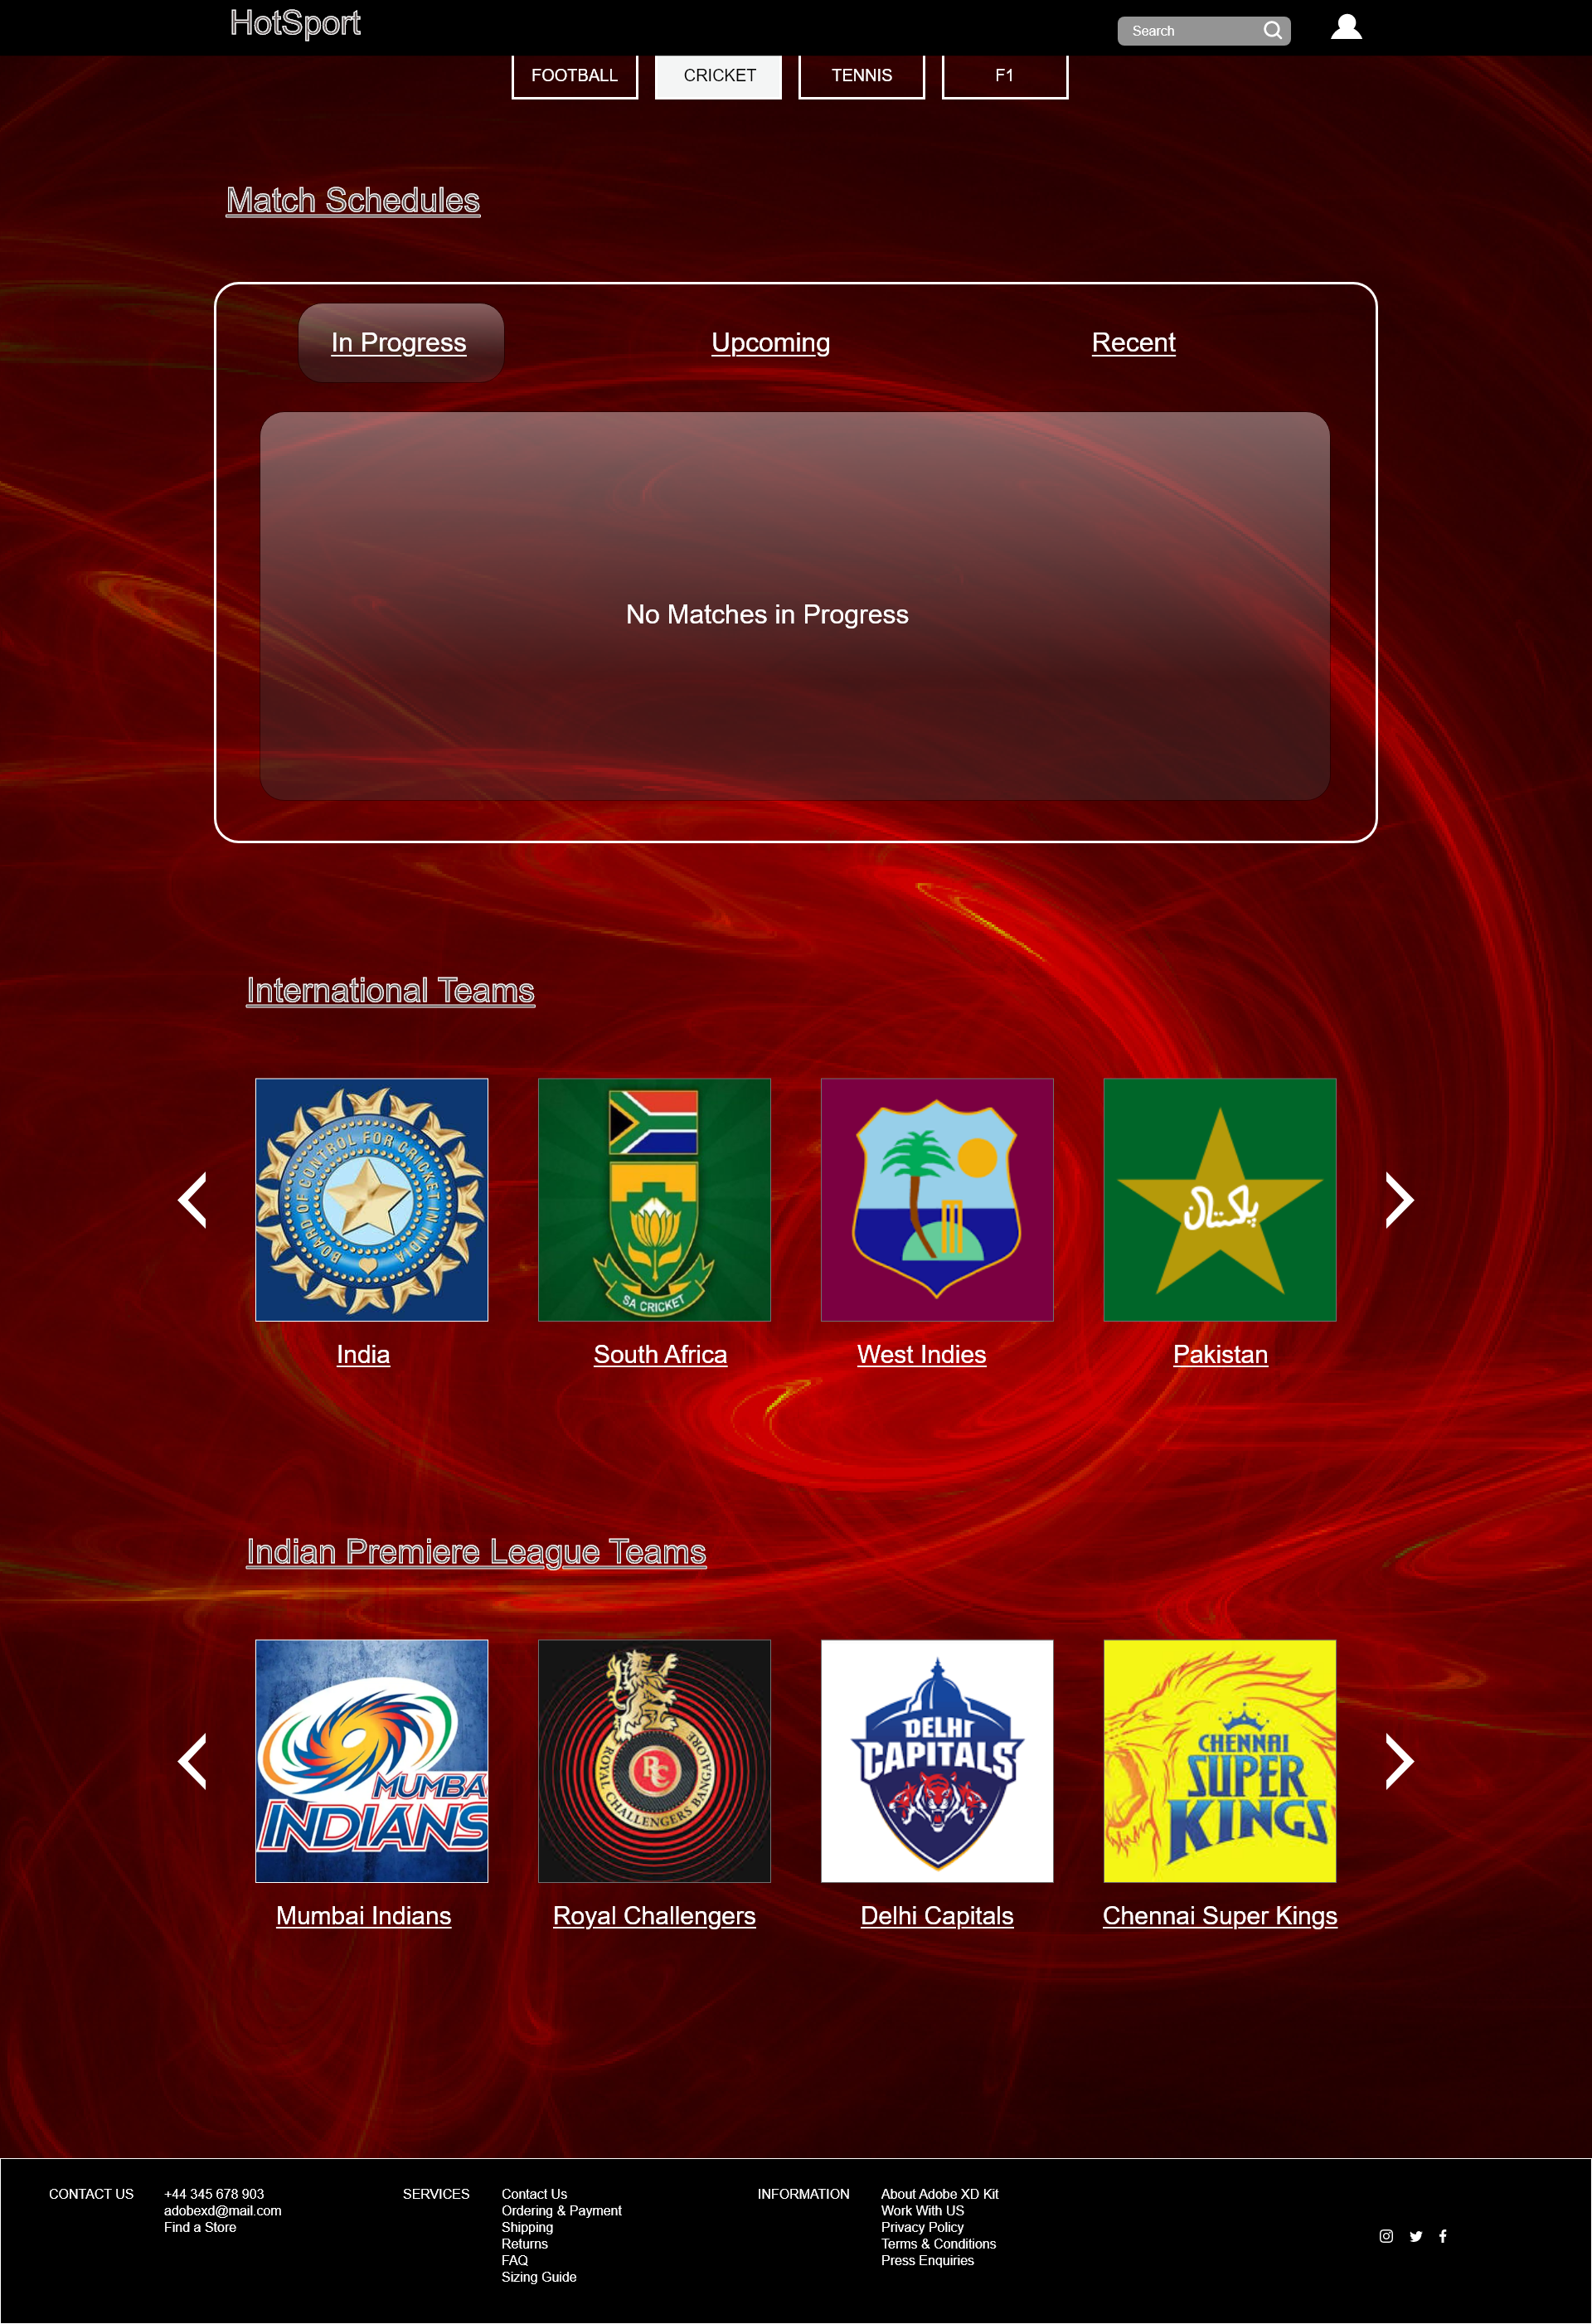 HotSport
Search
FOOTBALL
CRICKET
TENNIS
F1
Match Schedules
In Progress
Upcoming
Recent
No Matches in Progress
International Teams
BOARD OF CONTROL FOR CRICKET IN INDIA
SA CRICKET
پاکستان
India
South Africa
West Indies
Pakistan
Indian Premiere League Teams
MUMBA
INDIANS
ROYAL CHALLENGERS BANGALORE
RC
DELHI
CAPITALS
CHENNAI
SUPER
KINGS
Mumbai Indians
Royal Challengers
Delhi Capitals
Chennai Super Kings
CONTACT US
+44 345 678 903
adobexd@mail.com
Find a Store
SERVICES
Contact Us
Ordering & Payment
Shipping
Returns
FAQ
Sizing Guide
INFORMATION
About Adobe XD Kit
Work With US
Privacy Policy
Terms & Conditions
Press Enquiries